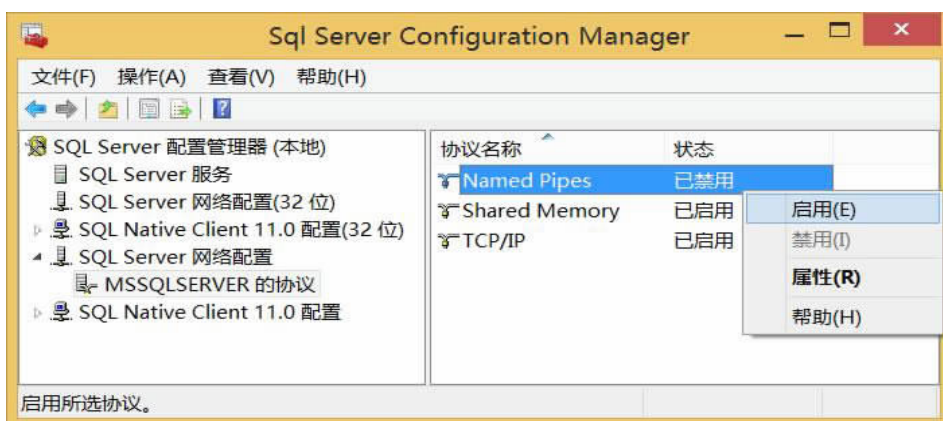 Sql Server Configuration Manager
文件(F) 操作(A) 查看(V) 帮助(H)
SQL Server 配置管理器 (本地)
SQL Server 服务
SQL Server 网络配置(32 位)
SQL Native Client 11.0 配置(32 位)
SQL Server 网络配置
MSSQLSERVER 的协议
SQL Native Client 11.0 配置
协议名称 状态
Named Pipes 已禁用
Shared Memory 已启用
TCP/IP 已启用
启用(E)
禁用(I)
属性(R)
帮助(H)
启用所选协议。